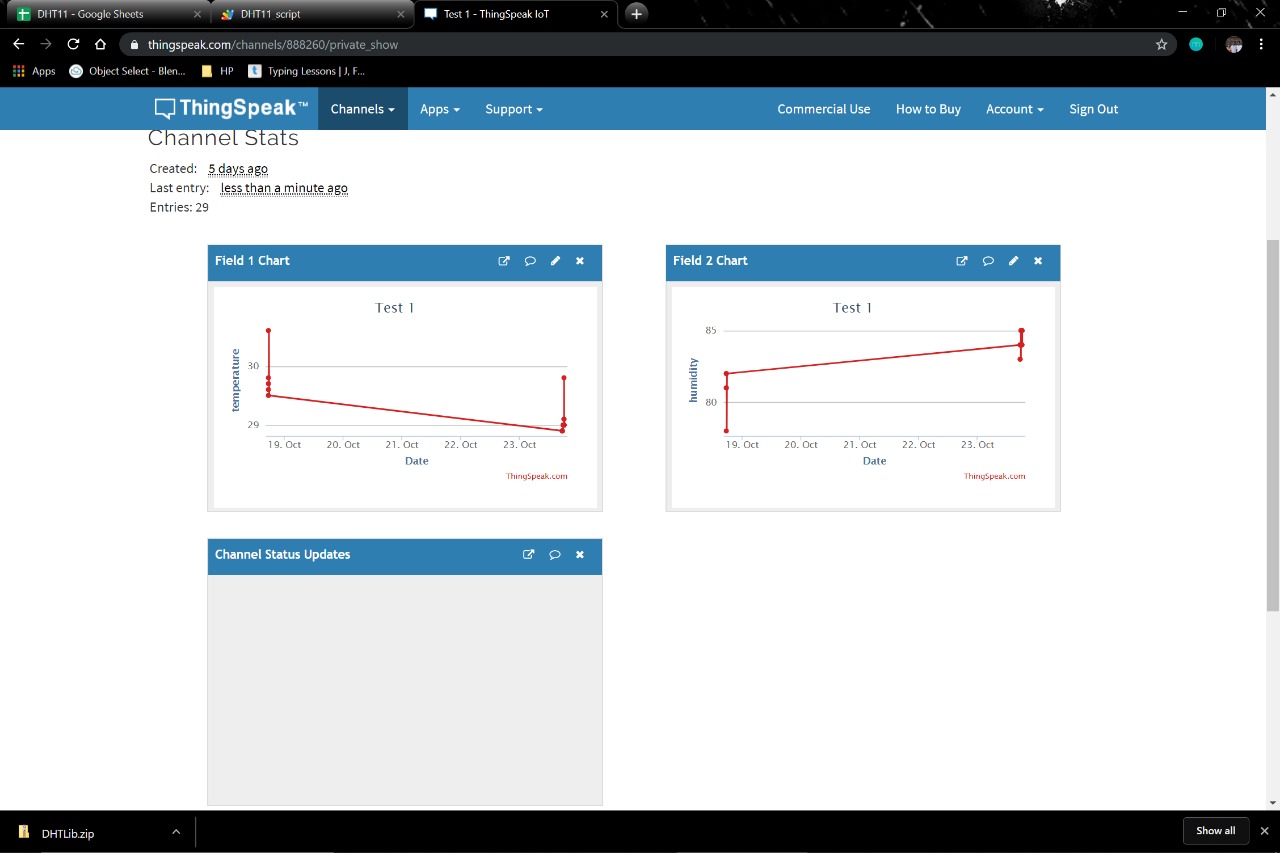 DHT11 - Google Sheets
DHT11 script
Test 1 - ThingSpeak IoT
thingspeak.com/channels/888260/private_show
Apps
Object Select - Blen...
HP
Typing Lessons | J, F...
ThingSpeak™
Channels
Apps
Support
Commercial Use
How to Buy
Account
Sign Out
Channel Stats
Created: 5 days ago
Last entry: less than a minute ago
Entries: 29
Field 1 Chart
Test 1
temperature
30
29
19. Oct
20. Oct
21. Oct
22. Oct
23. Oct
Date
ThingSpeak.com
Field 2 Chart
Test 1
humidity
85
80
19. Oct
20. Oct
21. Oct
22. Oct
23. Oct
Date
ThingSpeak.com
Channel Status Updates
DHTLib.zip
Show all